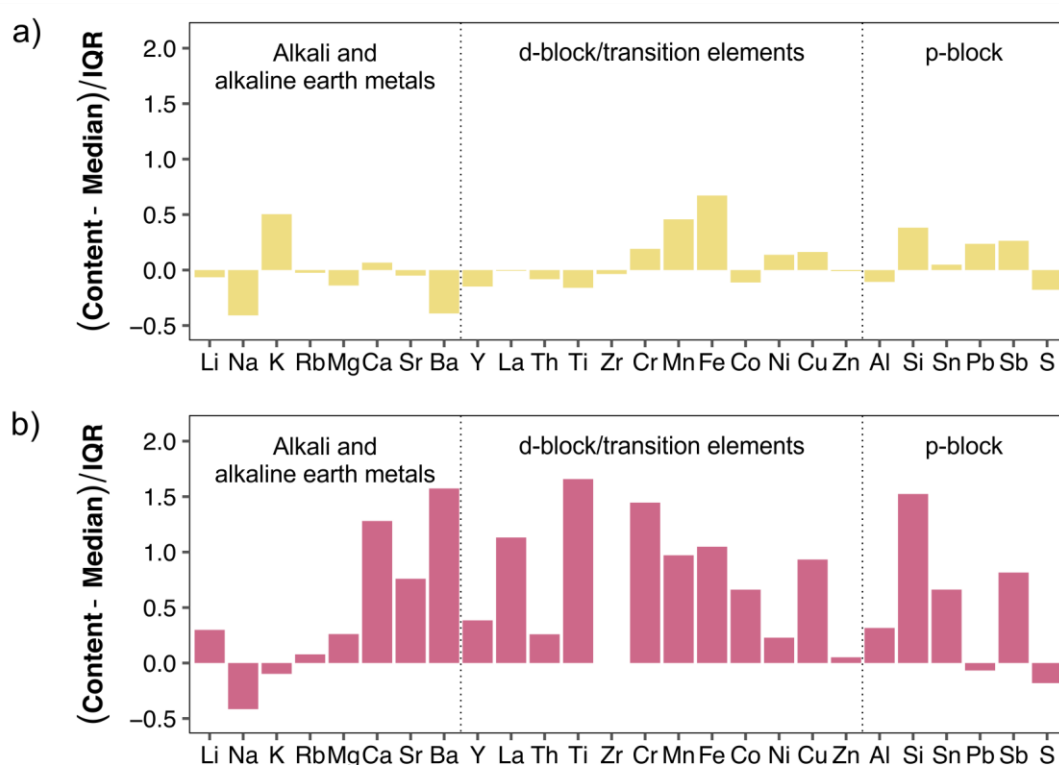 a)
(Content - Median)/IQR
2.0
1.5
1.0
0.5
0.0
−0.5
Alkali and
alkaline earth metals
d-block/transition elements
p-block
Li Na K Rb Mg Ca Sr Ba Y La Th Ti Zr Cr Mn Fe Co Ni Cu Zn Al Si Sn Pb Sb S
b)
(Content - Median)/IQR
2.0
1.5
1.0
0.5
0.0
−0.5
Alkali and
alkaline earth metals
d-block/transition elements
p-block
Li Na K Rb Mg Ca Sr Ba Y La Th Ti Zr Cr Mn Fe Co Ni Cu Zn Al Si Sn Pb Sb S